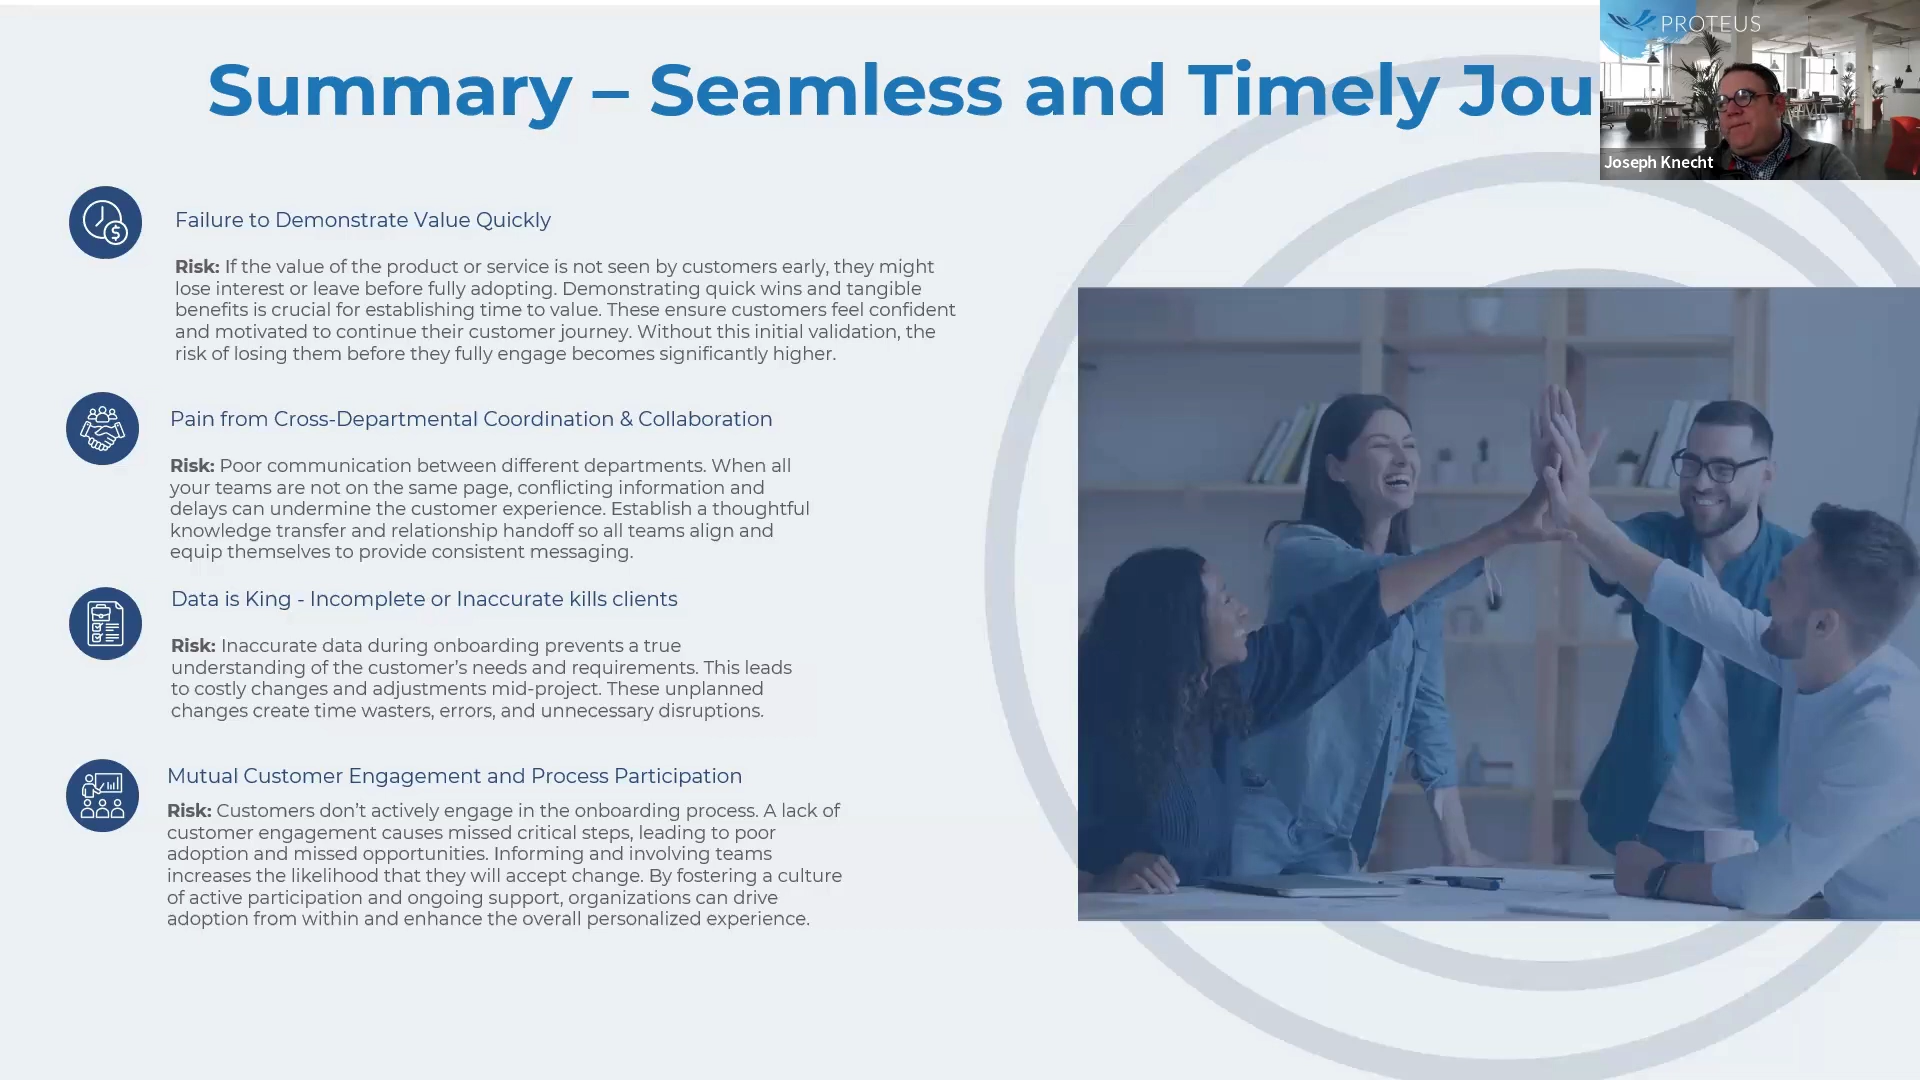 Summary – Seamless and Timely Jou
PROTEUS
Joseph Knecht
Failure to Demonstrate Value Quickly
Risk: If the value of the product or service is not seen by customers early, they might
lose interest or leave before fully adopting. Demonstrating quick wins and tangible
benefits is crucial for establishing time to value. These ensure customers feel confident
and motivated to continue their customer journey. Without this initial validation, the
risk of losing them before they fully engage becomes significantly higher.
Pain from Cross-Departmental Coordination & Collaboration
Risk: Poor communication between different departments. When all
your teams are not on the same page, conflicting information and
delays can undermine the customer experience. Establish a thoughtful
knowledge transfer and relationship handoff so all teams align and
equip themselves to provide consistent messaging.
Data is King - Incomplete or Inaccurate kills clients
Risk: Inaccurate data during onboarding prevents a true
understanding of the customer’s needs and requirements. This leads
to costly changes and adjustments mid-project. These unplanned
changes create time wasters, errors, and unnecessary disruptions.
Mutual Customer Engagement and Process Participation
Risk: Customers don’t actively engage in the onboarding process. A lack of
customer engagement causes missed critical steps, leading to poor
adoption and missed opportunities. Informing and involving teams
increases the likelihood that they will accept change. By fostering a culture
of active participation and ongoing support, organizations can drive
adoption from within and enhance the overall personalized experience.